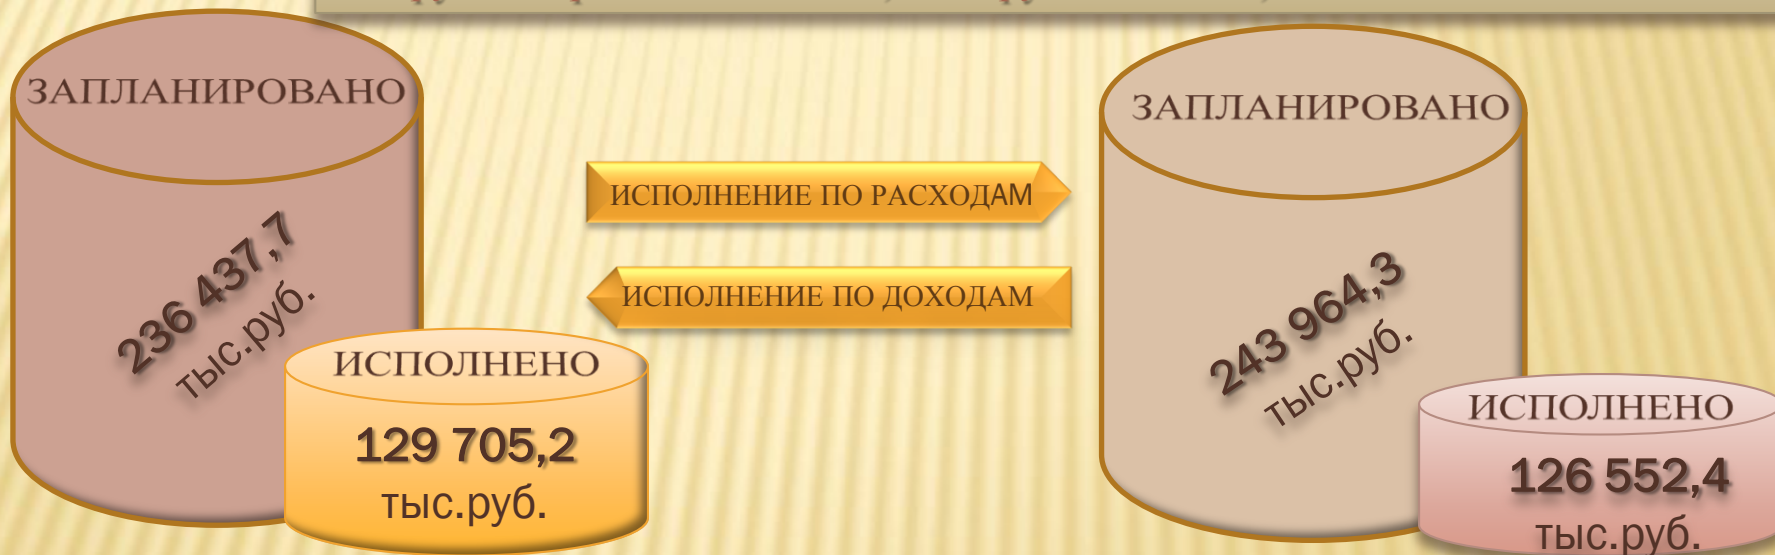 ЗАПЛАНИРОВАНО
236 437,7
тыс.руб.
ИСПОЛНЕНО
129 705,2
тыс.руб.
ИСПОЛНЕНИЕ ПО РАСХОДАМ
ИСПОЛНЕНИЕ ПО ДОХОДАМ
ЗАПЛАНИРОВАНО
243 964,3
тыс.руб.
ИСПОЛНЕНО
126 552,4
тыс.руб.